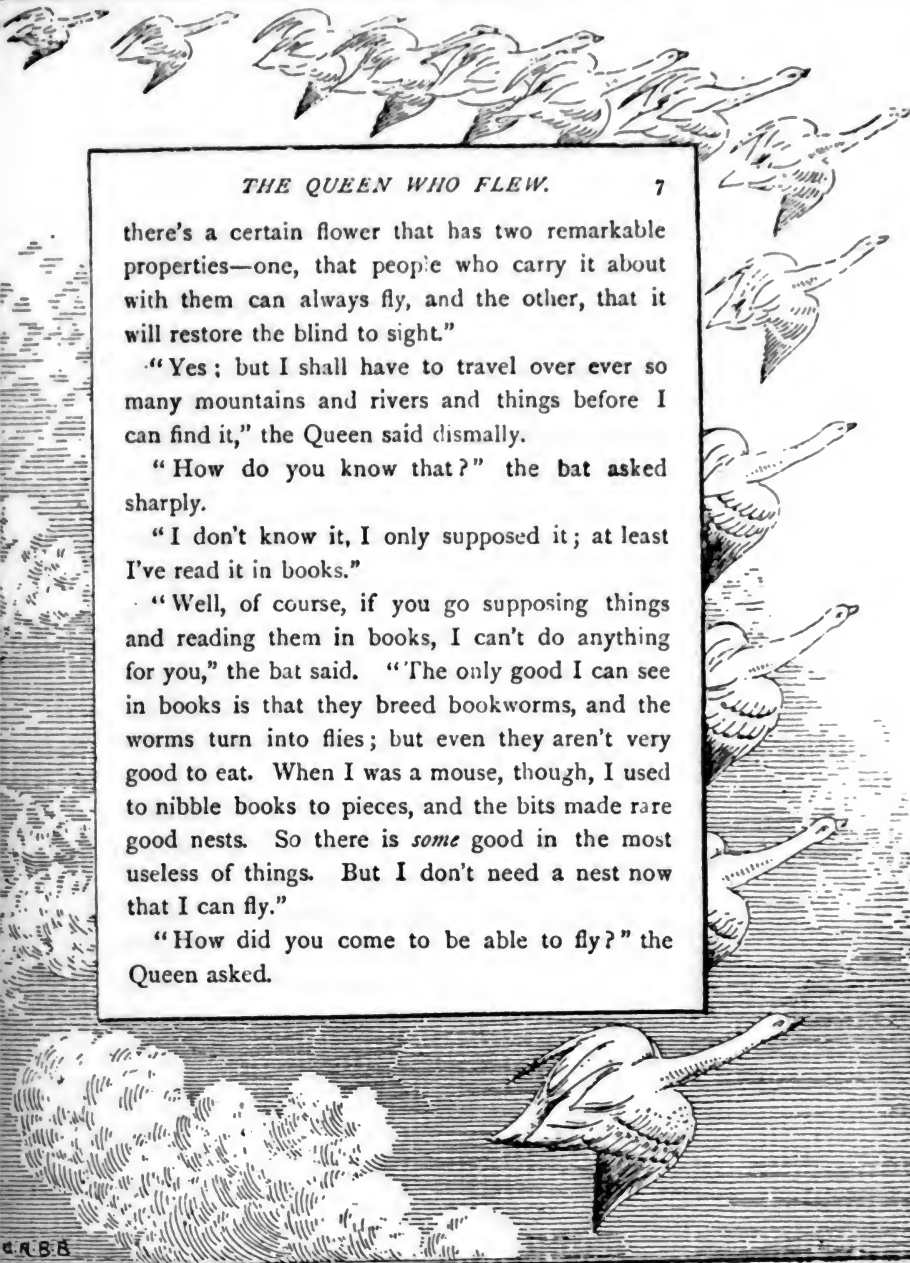 THE QUEEN WHO FLEW. 7
there's a certain flower that has two remarkable
properties—one, that people who carry it about
with them can always fly, and the other, that it
will restore the blind to sight."
"Yes; but I shall have to travel over ever so
many mountains and rivers and things before I
can find it," the Queen said dismally.
"How do you know that?" the bat asked
sharply.
"I don't know it, I only supposed it; at least
I've read it in books."
"Well, of course, if you go supposing things
and reading them in books, I can't do anything
for you," the bat said. "The only good I can see
in books is that they breed bookworms, and the
worms turn into flies; but even they aren't very
good to eat. When I was a mouse, though, I used
to nibble books to pieces, and the bits made rare
good nests. So there is some good in the most
useless of things. But I don't need a nest now
that I can fly."
"How did you come to be able to fly?" the
Queen asked.